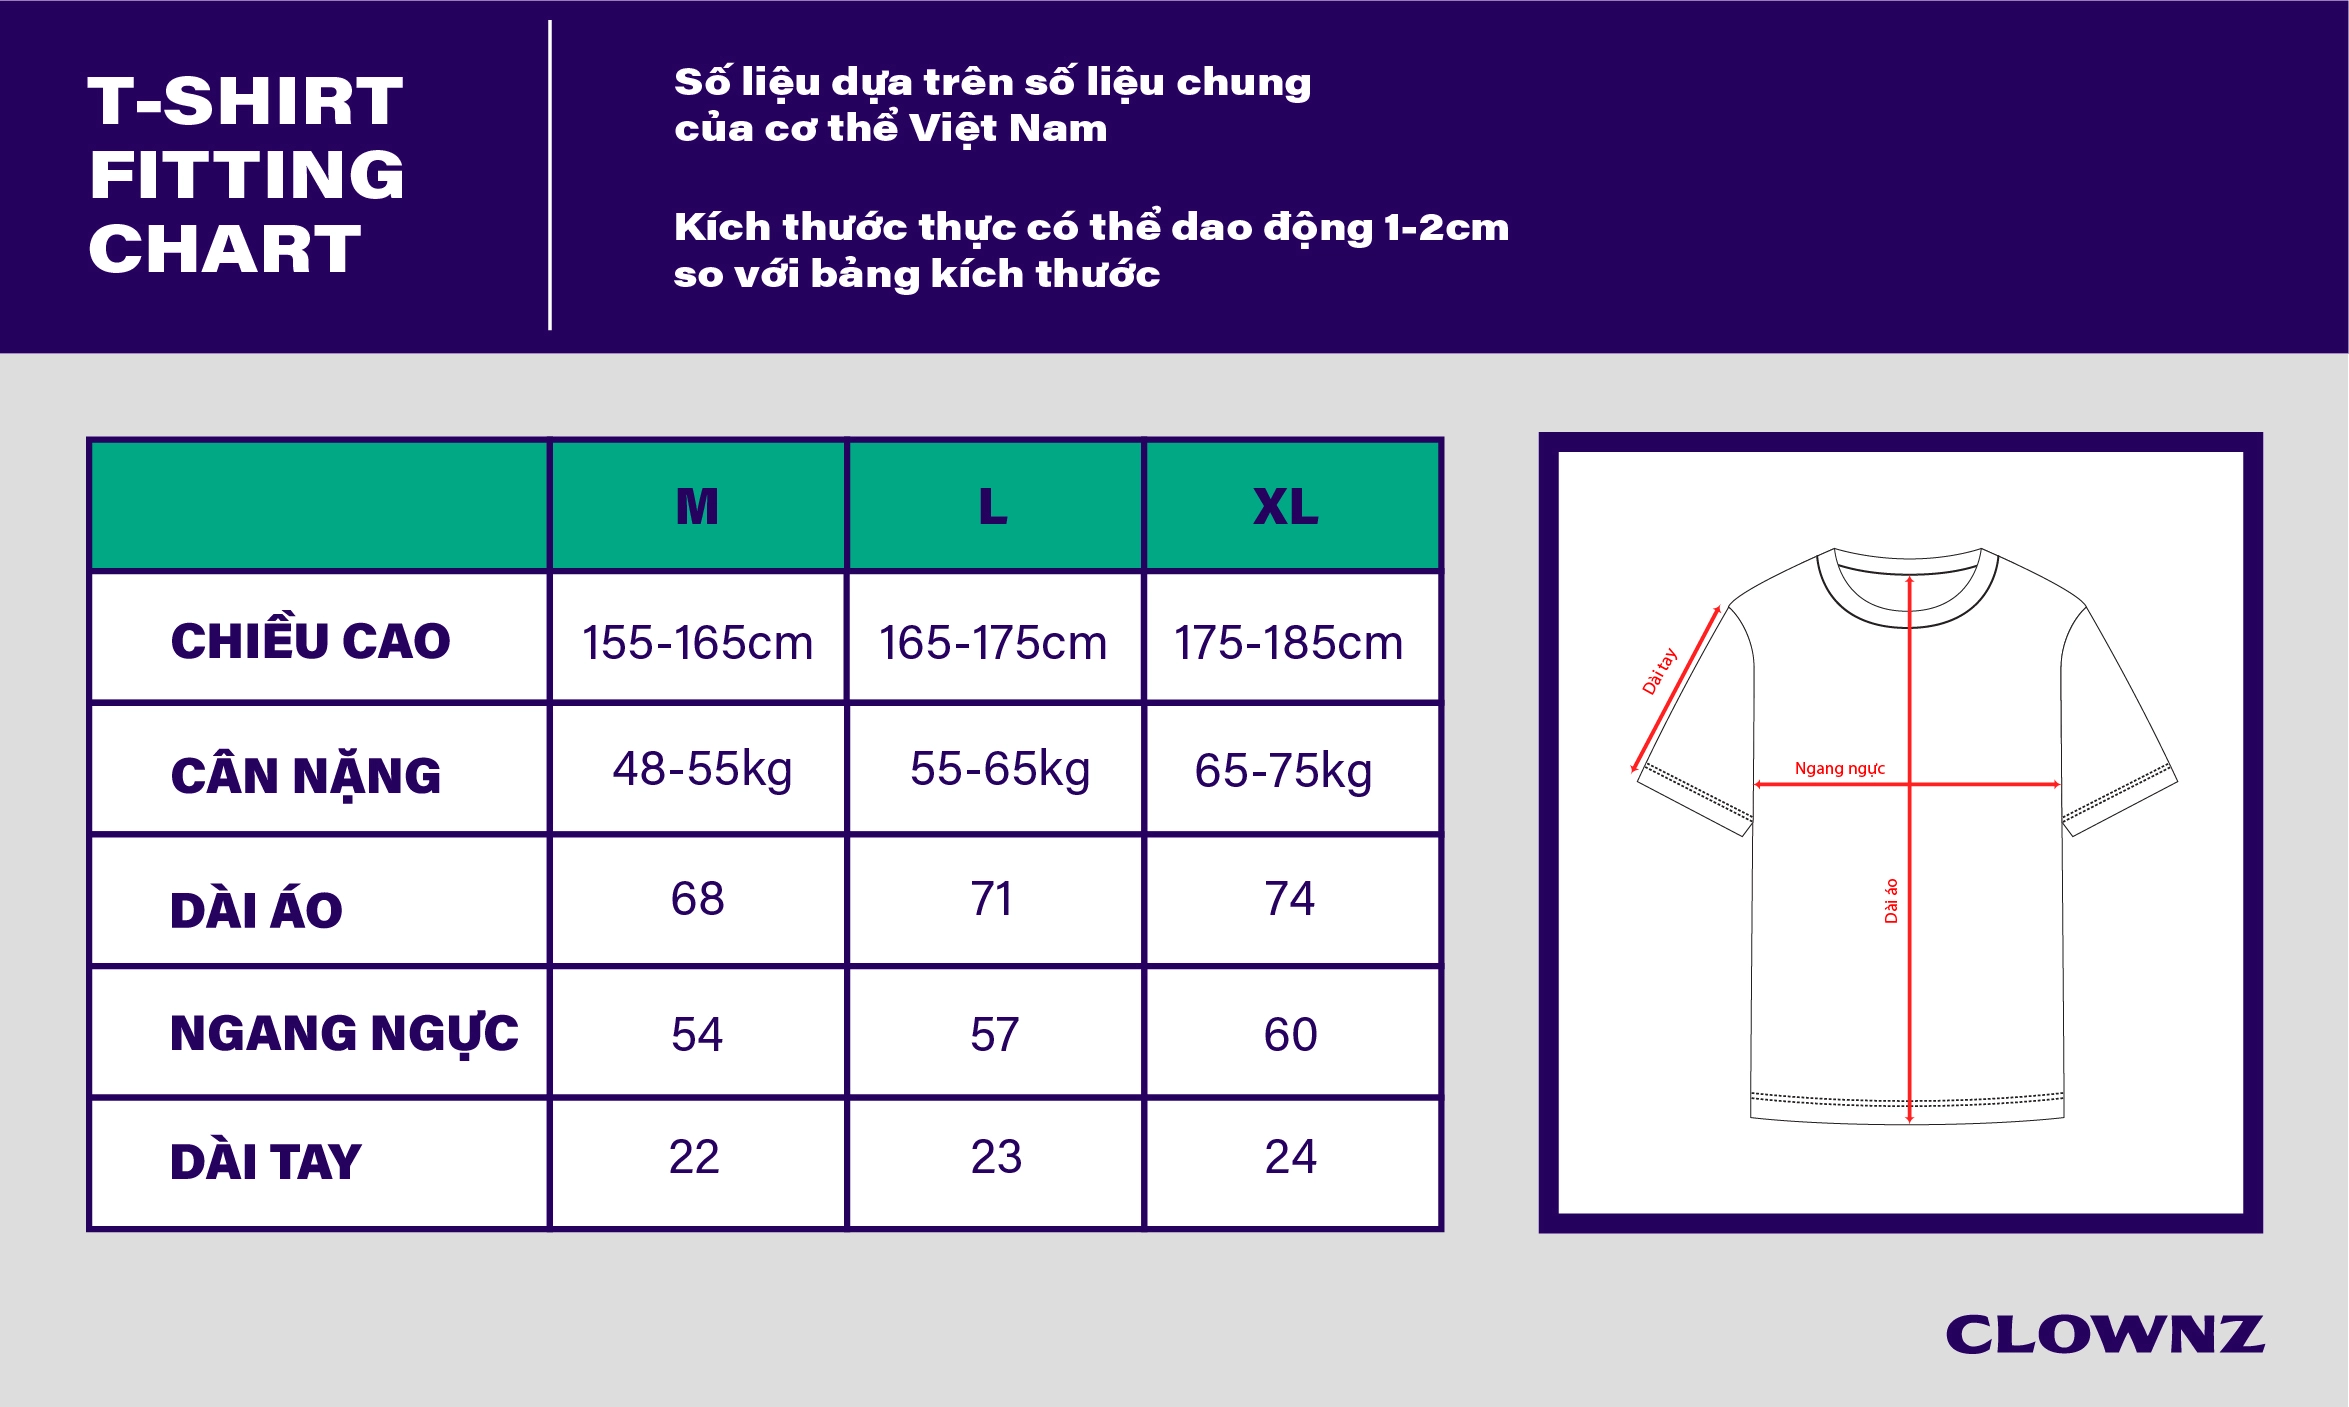 T-SHIRT
FITTING
CHART
Số liệu dựa trên số liệu chung
của cơ thể Việt Nam
Kích thước thực có thể dao động 1-2cm
so với bảng kích thước
M L XL
CHIỀU CAO 155-165cm 165-175cm 175-185cm
CÂN NẶNG 48-55kg 55-65kg 65-75kg
DÀI ÁO 68 71 74
NGANG NGỰC 54 57 60
DÀI TAY 22 23 24
Dài tay
Ngang ngực
Dài áo
CLOWNZ